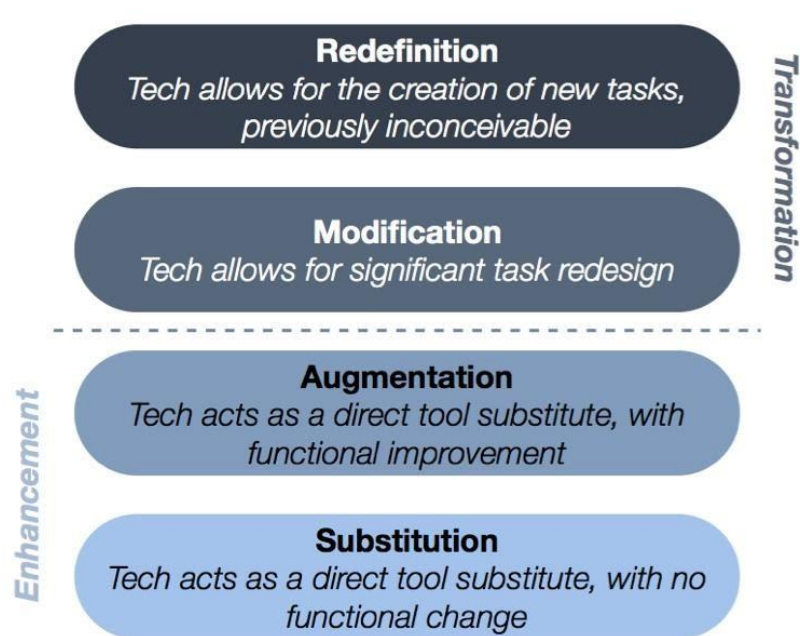 Redefinition
Tech allows for the creation of new tasks,
previously inconceivable
Transformation
Modification
Tech allows for significant task redesign
Augmentation
Tech acts as a direct tool substitute, with
functional improvement
Enhancement
Substitution
Tech acts as a direct tool substitute, with no
functional change